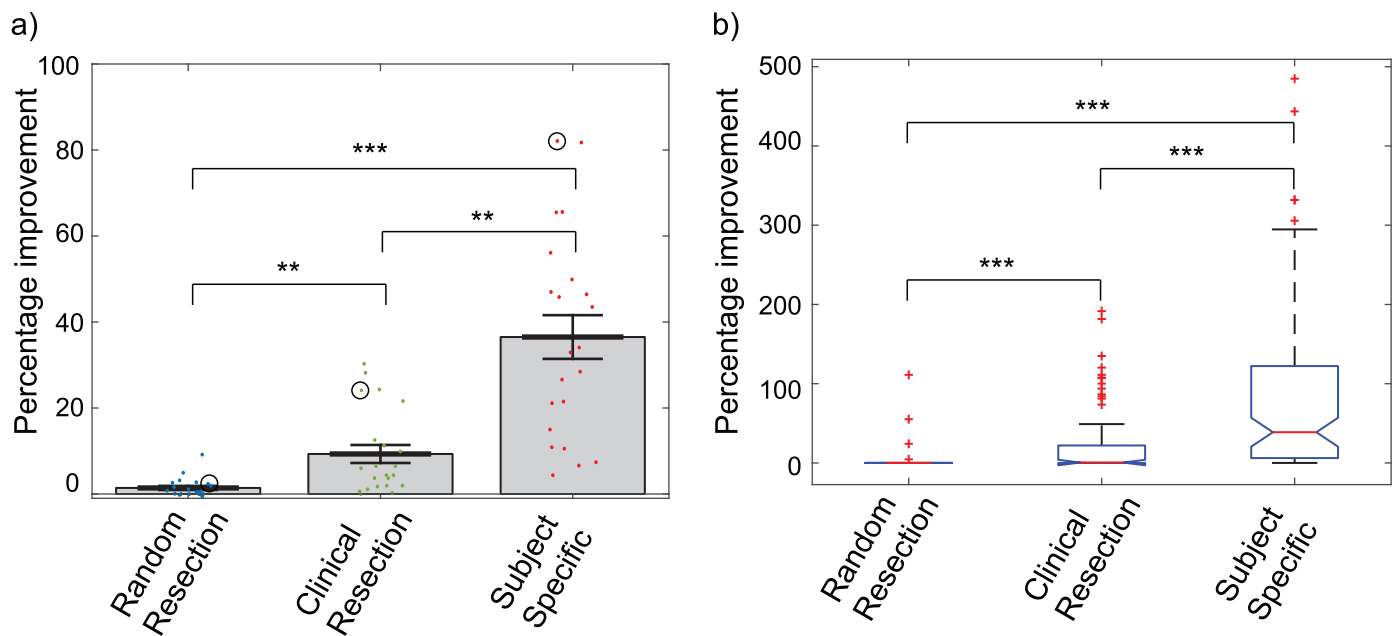 a)
Percentage improvement
100
80
60
40
20
0
***
**
**
Random
Resection
Clinical
Resection
Subject
Specific
b)
Percentage improvement
500
400
300
200
100
0
***
***
***
Random
Resection
Clinical
Resection
Subject
Specific